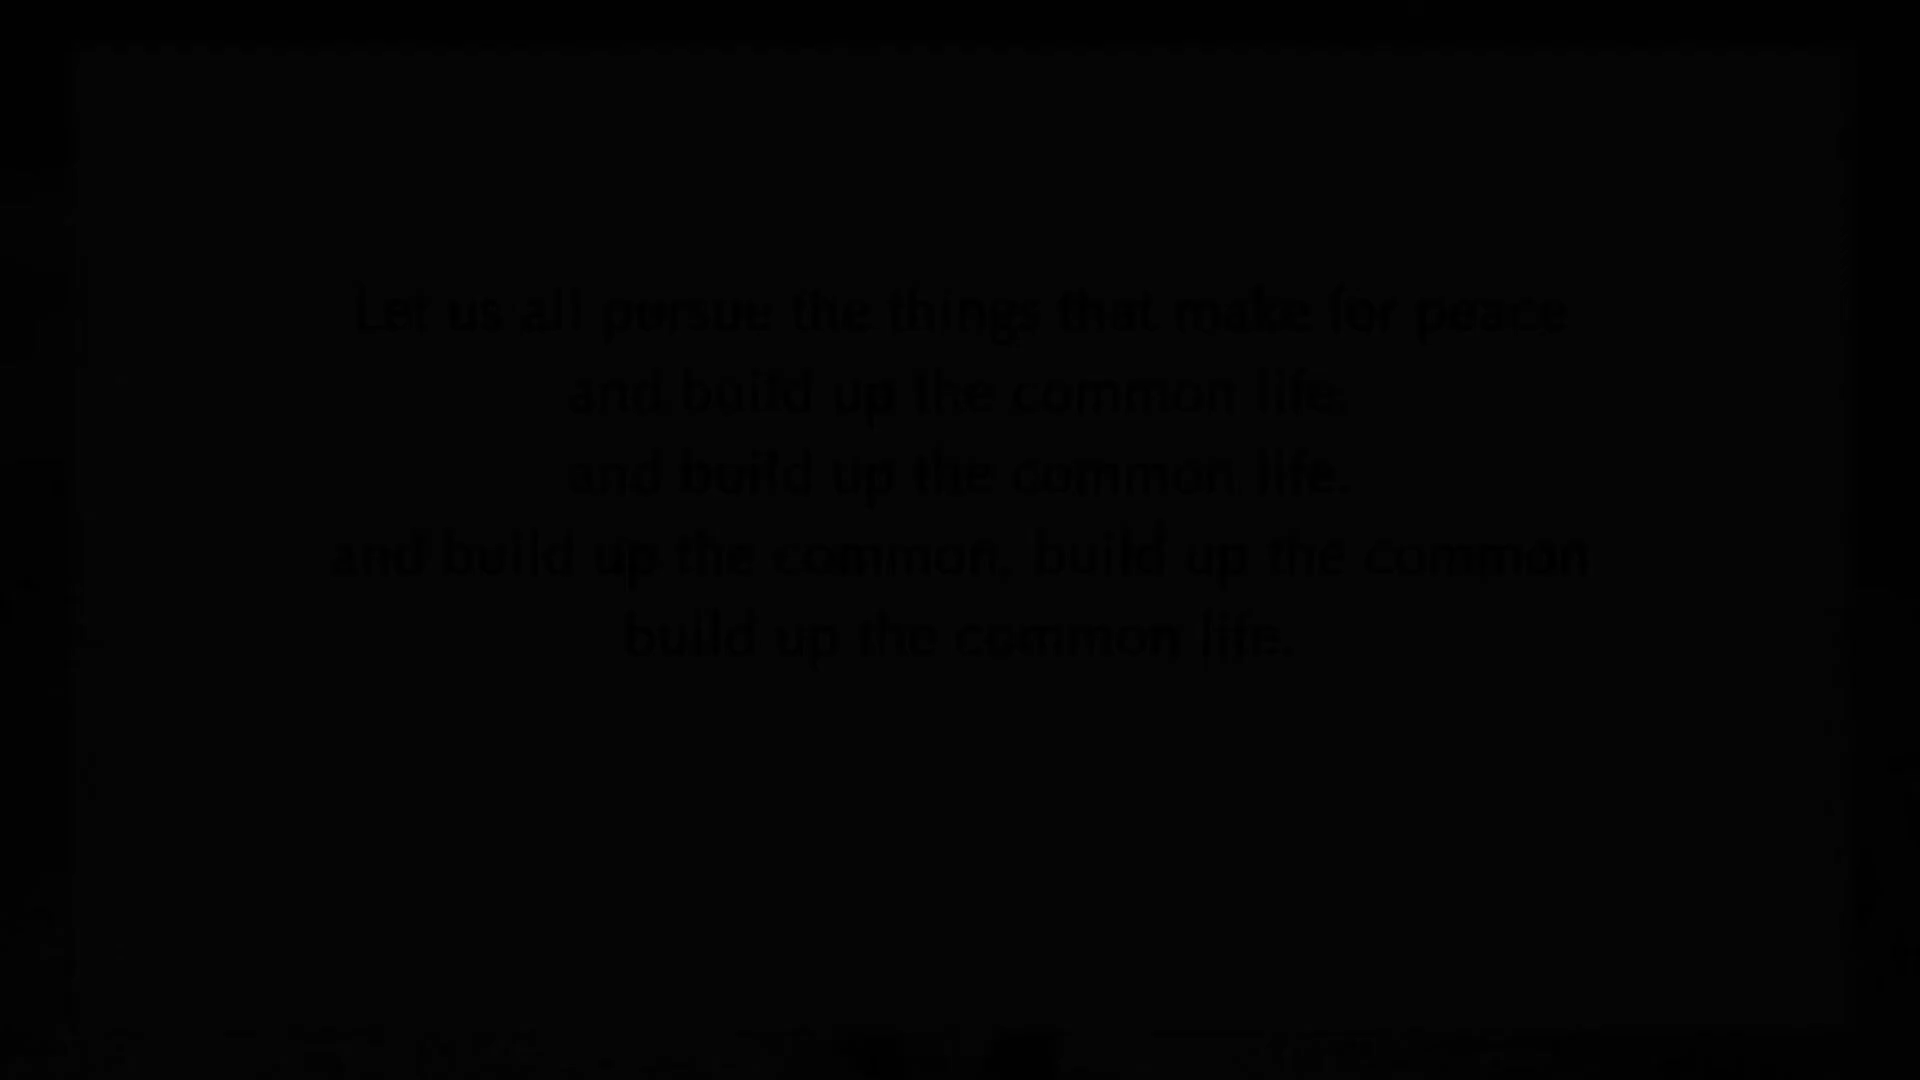 Let us all pursue the things that make for peace
and build up the common life.
and build up the common life.
and build up the common, build up the common
build up the common life.